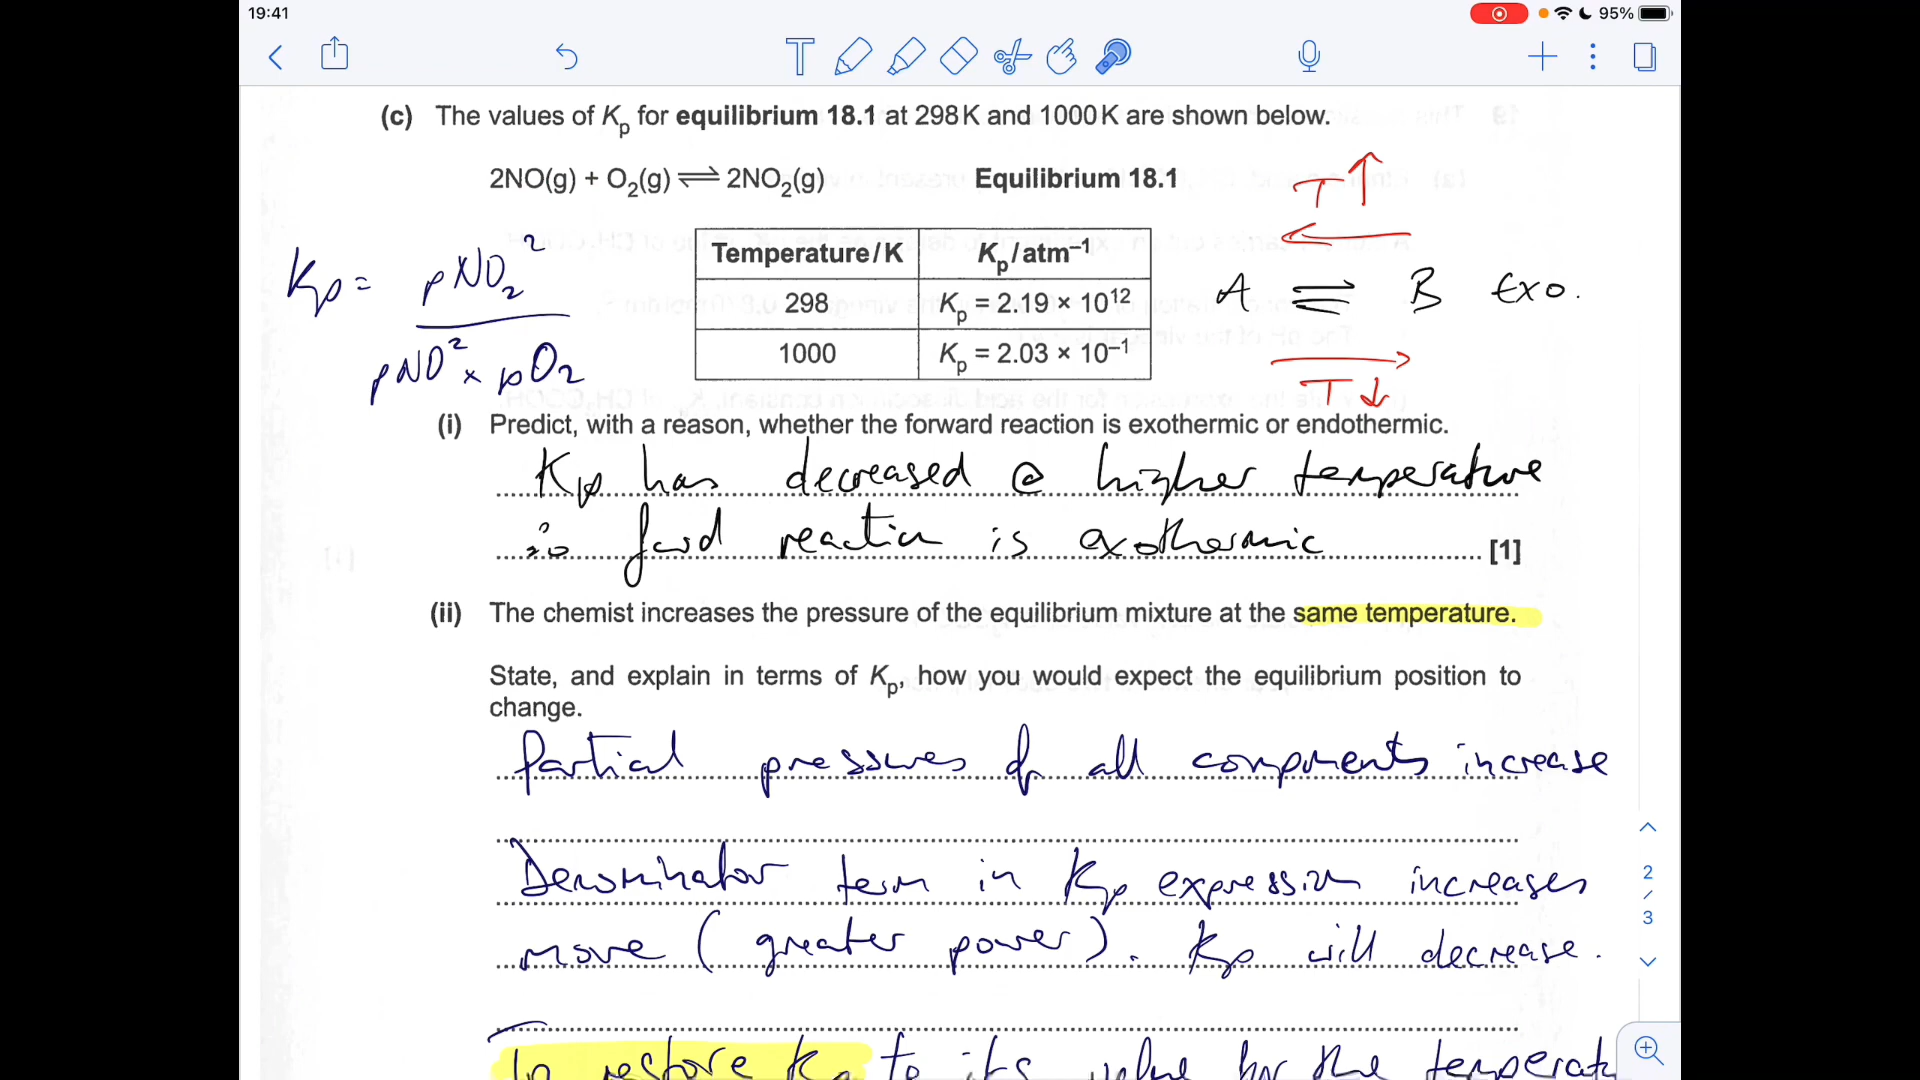 19:41
95%
(c) The values of Kp for equilibrium 18.1 at 298K and 1000K are shown below.
2NO(g) + O2(g) ⇌ 2NO2(g) Equilibrium 18.1
T↑
Temperature/K Kp/atm–1
298 Kp = 2.19 × 10^12
1000 Kp = 2.03 × 10^–1
Kp = pNO2^2
pNO^2 × pO2
A ⇌ B Exo.
T↓
(i) Predict, with a reason, whether the forward reaction is exothermic or endothermic.
Kp has decreased @ higher temperature
so fwd reaction is exothermic
[1]
(ii) The chemist increases the pressure of the equilibrium mixture at the same temperature.
State, and explain in terms of Kp, how you would expect the equilibrium position to
change.
Partial pressures of all components increase
Denominator term in Kp expression increases
more (greater power). Kp will decrease.
To restore Kp to its value for the
2
/
3